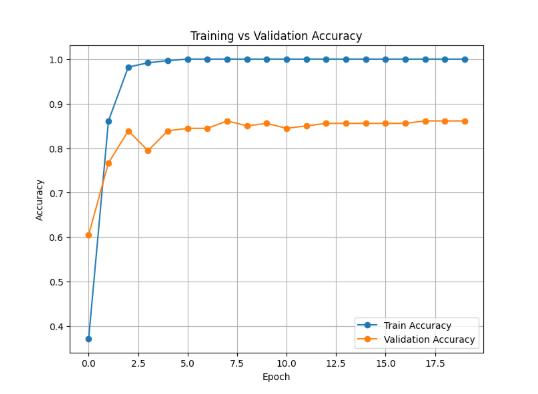 Training vs Validation Accuracy
1.0
0.9
0.8
0.7
0.6
0.5
0.4
Accuracy
0.0 2.5 5.0 7.5 10.0 12.5 15.0 17.5
Epoch
Train Accuracy
Validation Accuracy